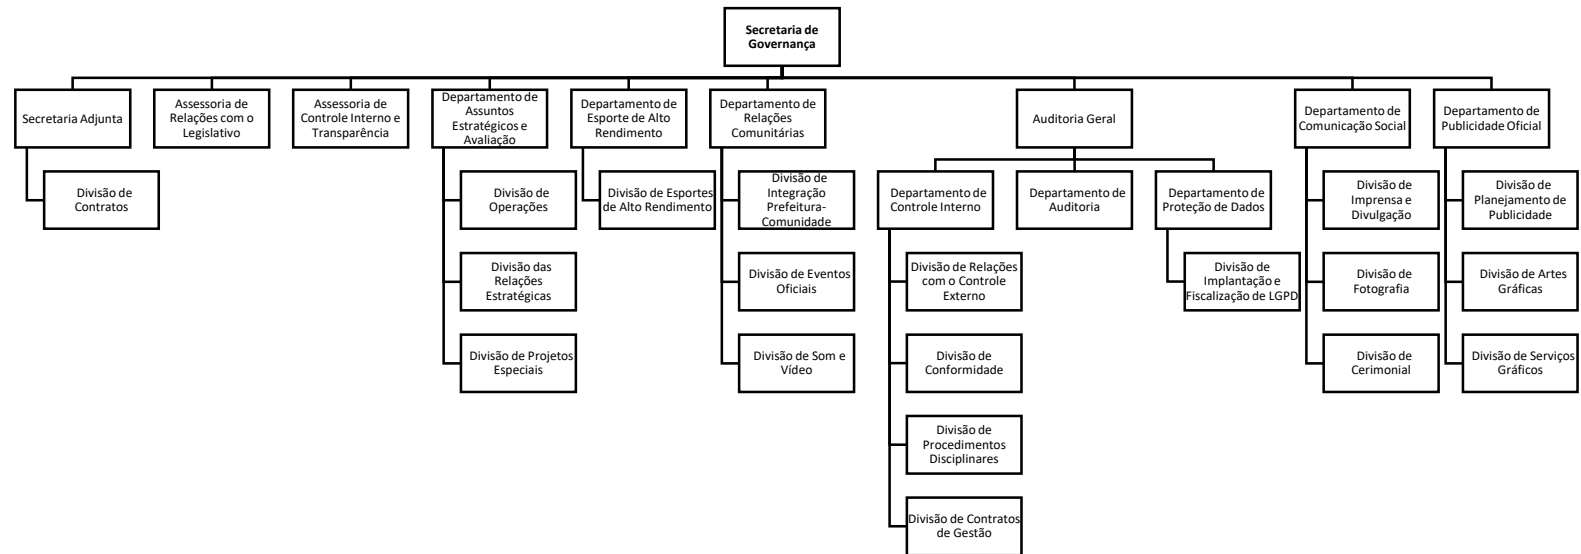 Secretaria de
Governança
Secretaria Adjunta
Assessoria de
Relações com o
Legislativo
Assessoria de
Controle Interno e
Transparência
Departamento de
Assuntos
Estratégicos e
Avaliação
Departamento de
Esporte de Alto
Rendimento
Departamento de
Relações
Comunitárias
Auditoria Geral
Departamento de
Comunicação Social
Departamento de
Publicidade Oficial
Divisão de
Contratos
Divisão de
Operações
Divisão de Esportes
de Alto Rendimento
Divisão de
Integração
Prefeitura-
Comunidade
Departamento de
Controle Interno
Departamento de
Auditoria
Departamento de
Proteção de Dados
Divisão de
Imprensa e
Divulgação
Divisão de
Planejamento de
Publicidade
Divisão das
Relações
Estratégicas
Divisão de Eventos
Oficiais
Divisão de Relações
com o Controle
Externo
Divisão de
Implantação e
Fiscalização de LGPD
Divisão de
Fotografia
Divisão de Artes
Gráficas
Divisão de Projetos
Especiais
Divisão de Som e
Vídeo
Divisão de
Conformidade
Divisão de
Cerimonial
Divisão de Serviços
Gráficos
Divisão de
Procedimentos
Disciplinares
Divisão de Contratos
de Gestão